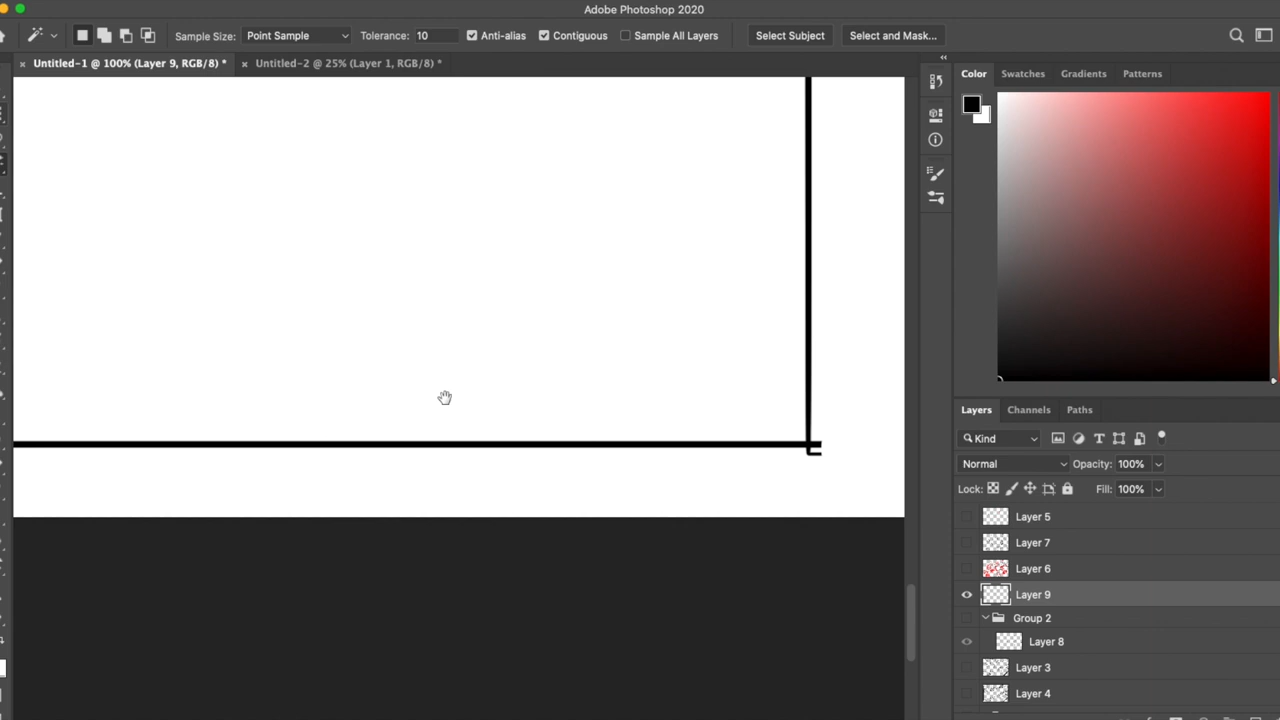 Adobe Photoshop 2020
Sample Size: Point Sample Tolerance: 10 Anti-alias Contiguous Sample All Layers Select Subject Select and Mask...
Untitled-1 @ 100% (Layer 9, RGB/8) * Untitled-2 @ 25% (Layer 1, RGB/8) *
Color Swatches Gradients Patterns
Layers Channels Paths
Kind
Normal Opacity: 100%
Lock: Fill: 100%
Layer 5
Layer 7
Layer 6
Layer 9
Group 2
Layer 8
Layer 3
Layer 4